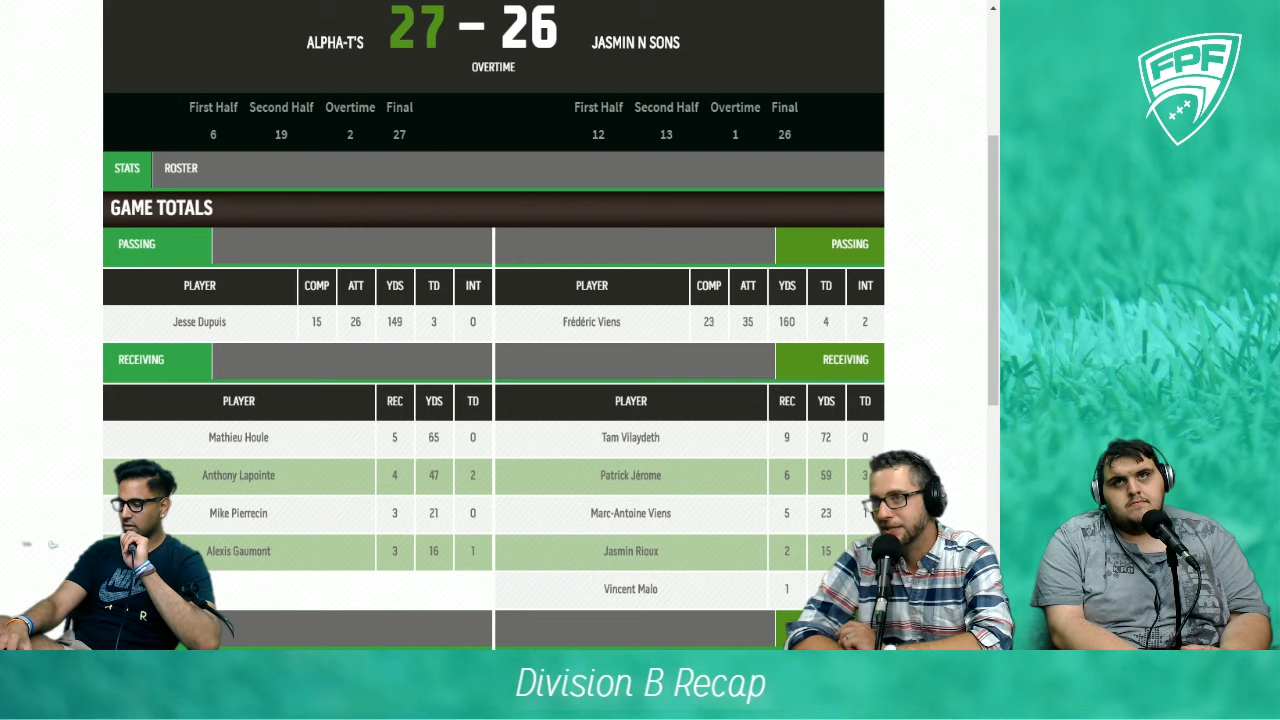 27 – 26
ALPHA-T'S
JASMIN N SONS
OVERTIME
FPF
First Half Second Half Overtime Final
First Half Second Half Overtime Final
6 19 2 27
12 13 1 26
STATS ROSTER
GAME TOTALS
PASSING
PASSING
PLAYER COMP ATT YDS TD INT
PLAYER COMP ATT YDS TD INT
Jesse Dupuis 15 26 149 3 0
Frédéric Viens 23 35 160 4 2
RECEIVING
RECEIVING
PLAYER REC YDS TD
PLAYER REC YDS TD
Mathieu Houle 5 65 0
Tam Vilaydeth 9 72 0
Anthony Lapointe 4 47 2
Patrick Jérome 6 59 3
Mike Pierrecin 3 21 0
Marc-Antoine Viens 5 23
Alexis Gaumont 3 16 1
Jasmin Rioux 2 15
Vincent Malo 1
NIKE
AIR
Division B Recap